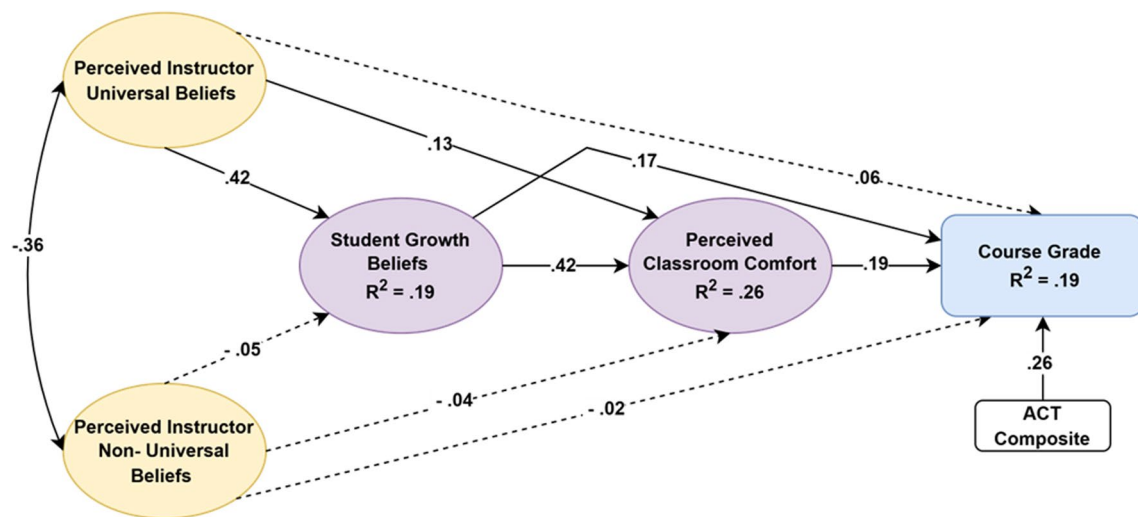 Perceived Instructor
Universal Beliefs
.13
.17
.06
.42
-.36
Student Growth
Beliefs
R² = .19
.42
Perceived
Classroom Comfort
R² = .26
.19
Course Grade
R² = .19
- .05
- .04
- .02
.26
Perceived Instructor
Non- Universal
Beliefs
ACT
Composite